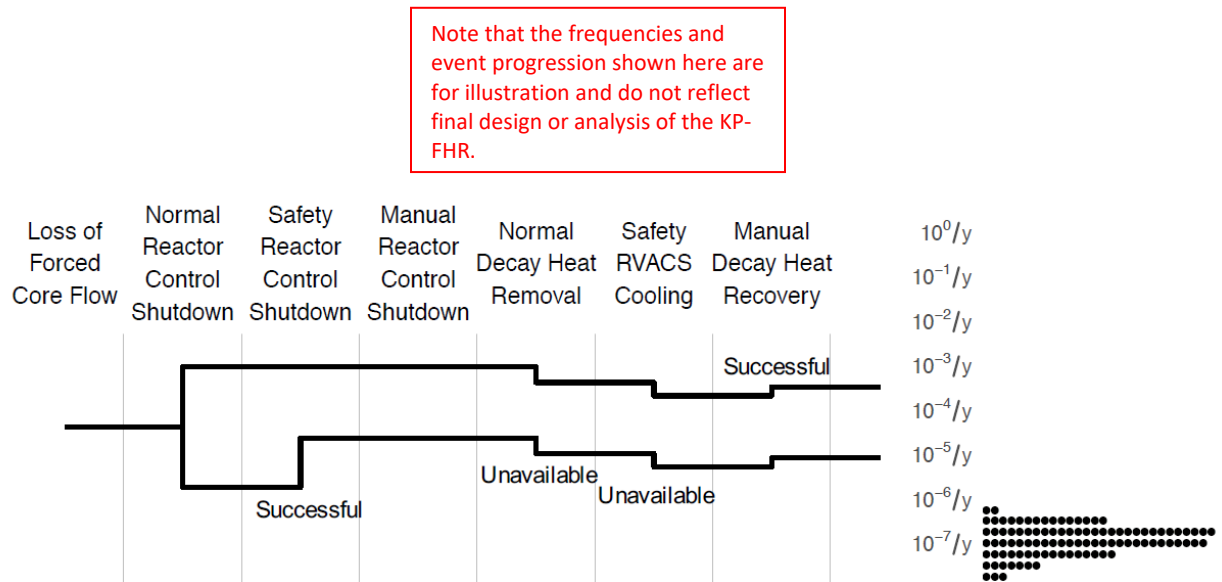 Note that the frequencies and
event progression shown here are
for illustration and do not reflect
final design or analysis of the KP-
FHR.
Loss of
Forced
Core Flow
Normal
Reactor
Control
Shutdown
Safety
Reactor
Control
Shutdown
Manual
Reactor
Control
Shutdown
Normal
Decay Heat
Removal
Safety
RVACS
Cooling
Manual
Decay Heat
Recovery
10⁰/y
10⁻¹/y
10⁻²/y
10⁻³/y
10⁻⁴/y
10⁻⁵/y
10⁻⁶/y
10⁻⁷/y
Successful
Unavailable
Unavailable
Successful